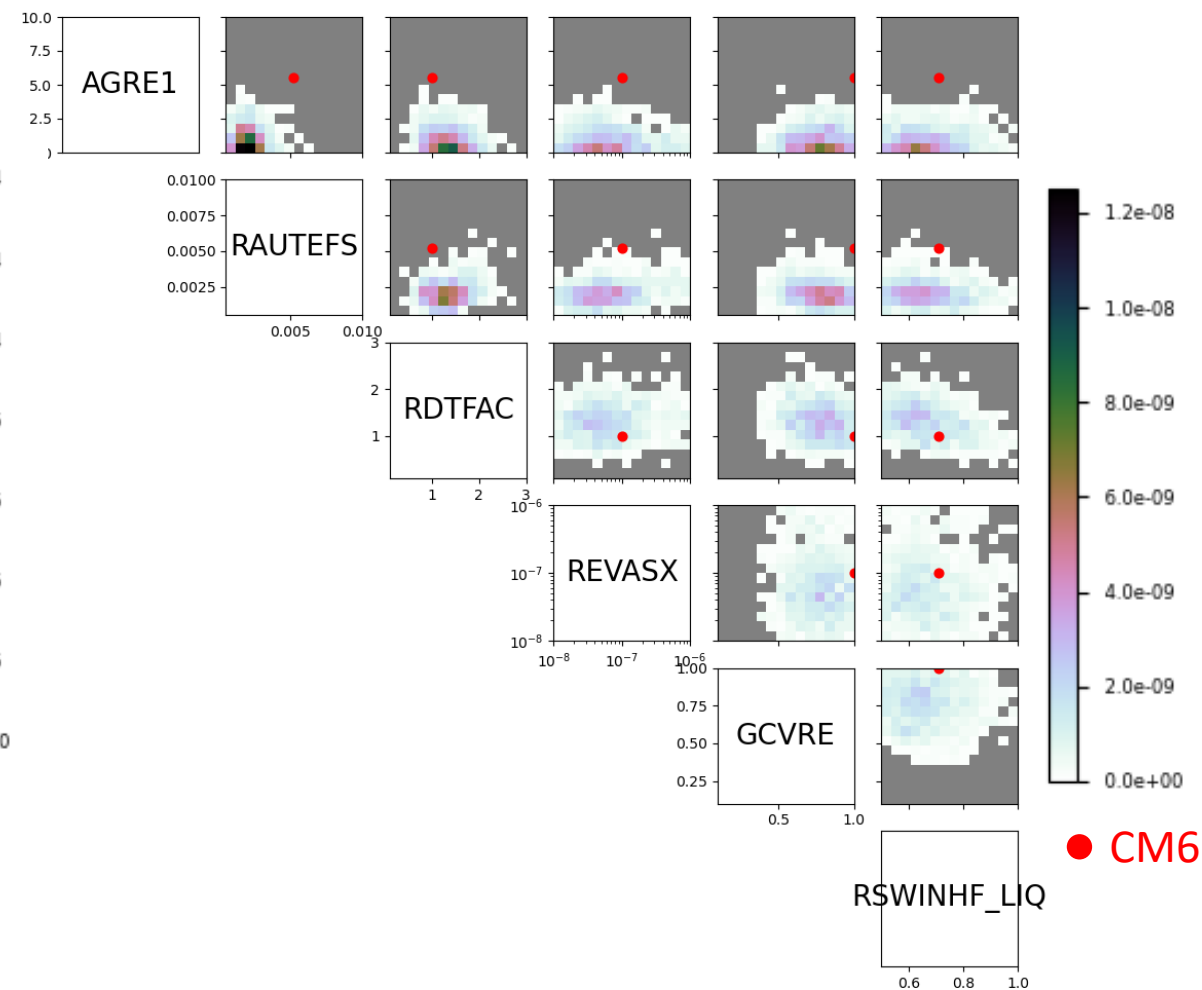 10.0
7.5
AGRE1
5.0
2.5
0.0100
0.0075
RAUTEFS
0.0050
0.0025
0.005 0.010
3
2
RDTFAC
1
1 2 3
10⁻⁶
10⁻⁷
REVASX
10⁻⁸
10⁻⁸ 10⁻⁷ 10⁻⁶
1.00
0.75
GCVRE
0.50
0.25
0.5 1.0
RSWINHF_LIQ
0.6 0.8 1.0
1.2e-08
1.0e-08
8.0e-09
6.0e-09
4.0e-09
2.0e-09
0.0e+00
CM6